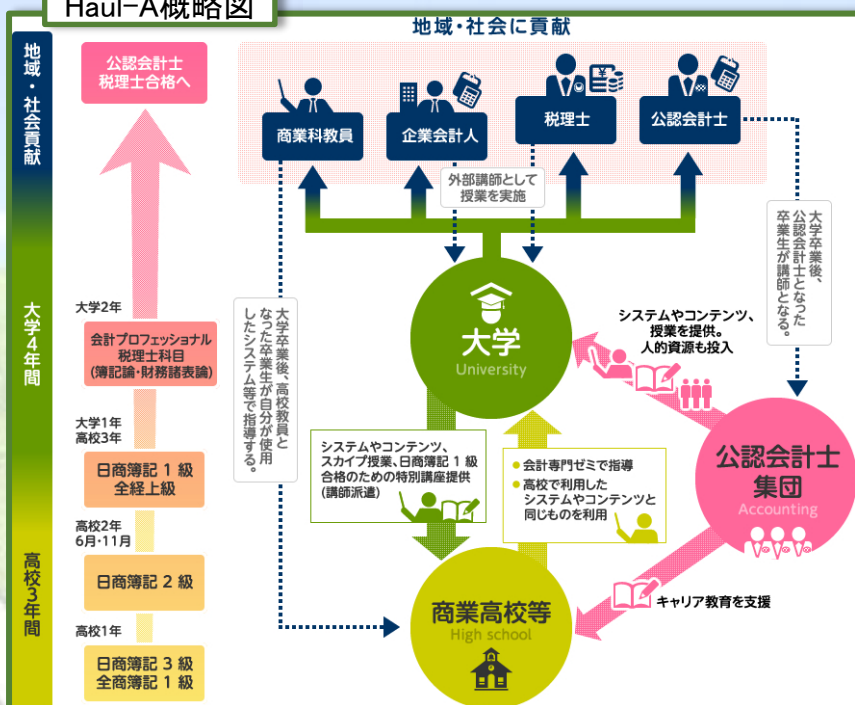 Haul-A概略図
地域・社会に貢献
地域・社会貢献
大学4年間
高校3年間
公認会計士
税理士合格へ
大学2年
会計プロフェッショナル
税理士科目
(簿記論・財務諸表論)
大学1年
高校3年
日商簿記 1 級
全経上級
高校2年
6月・11月
日商簿記 2 級
高校1年
日商簿記 3 級
全商簿記 1 級
商業科教員
企業会計人
税理士
公認会計士
外部講師として
授業を実施
大学卒業後、高校教員と
なった卒業生が自分が使用
したシステム等で指導する。
大学卒業後、
公認会計士となった
卒業生が講師となる。
大学
University
システムやコンテンツ、
授業を提供。
人的資源も投入
システムやコンテンツ、
スカイプ授業、日商簿記 1 級
合格のための特別講座提供
(講師派遣)
● 会計専門ゼミで指導
● 高校で利用した
システムやコンテンツと
同じものを利用
公認会計士
集団
Accounting
キャリア教育を支援
商業高校等
High school